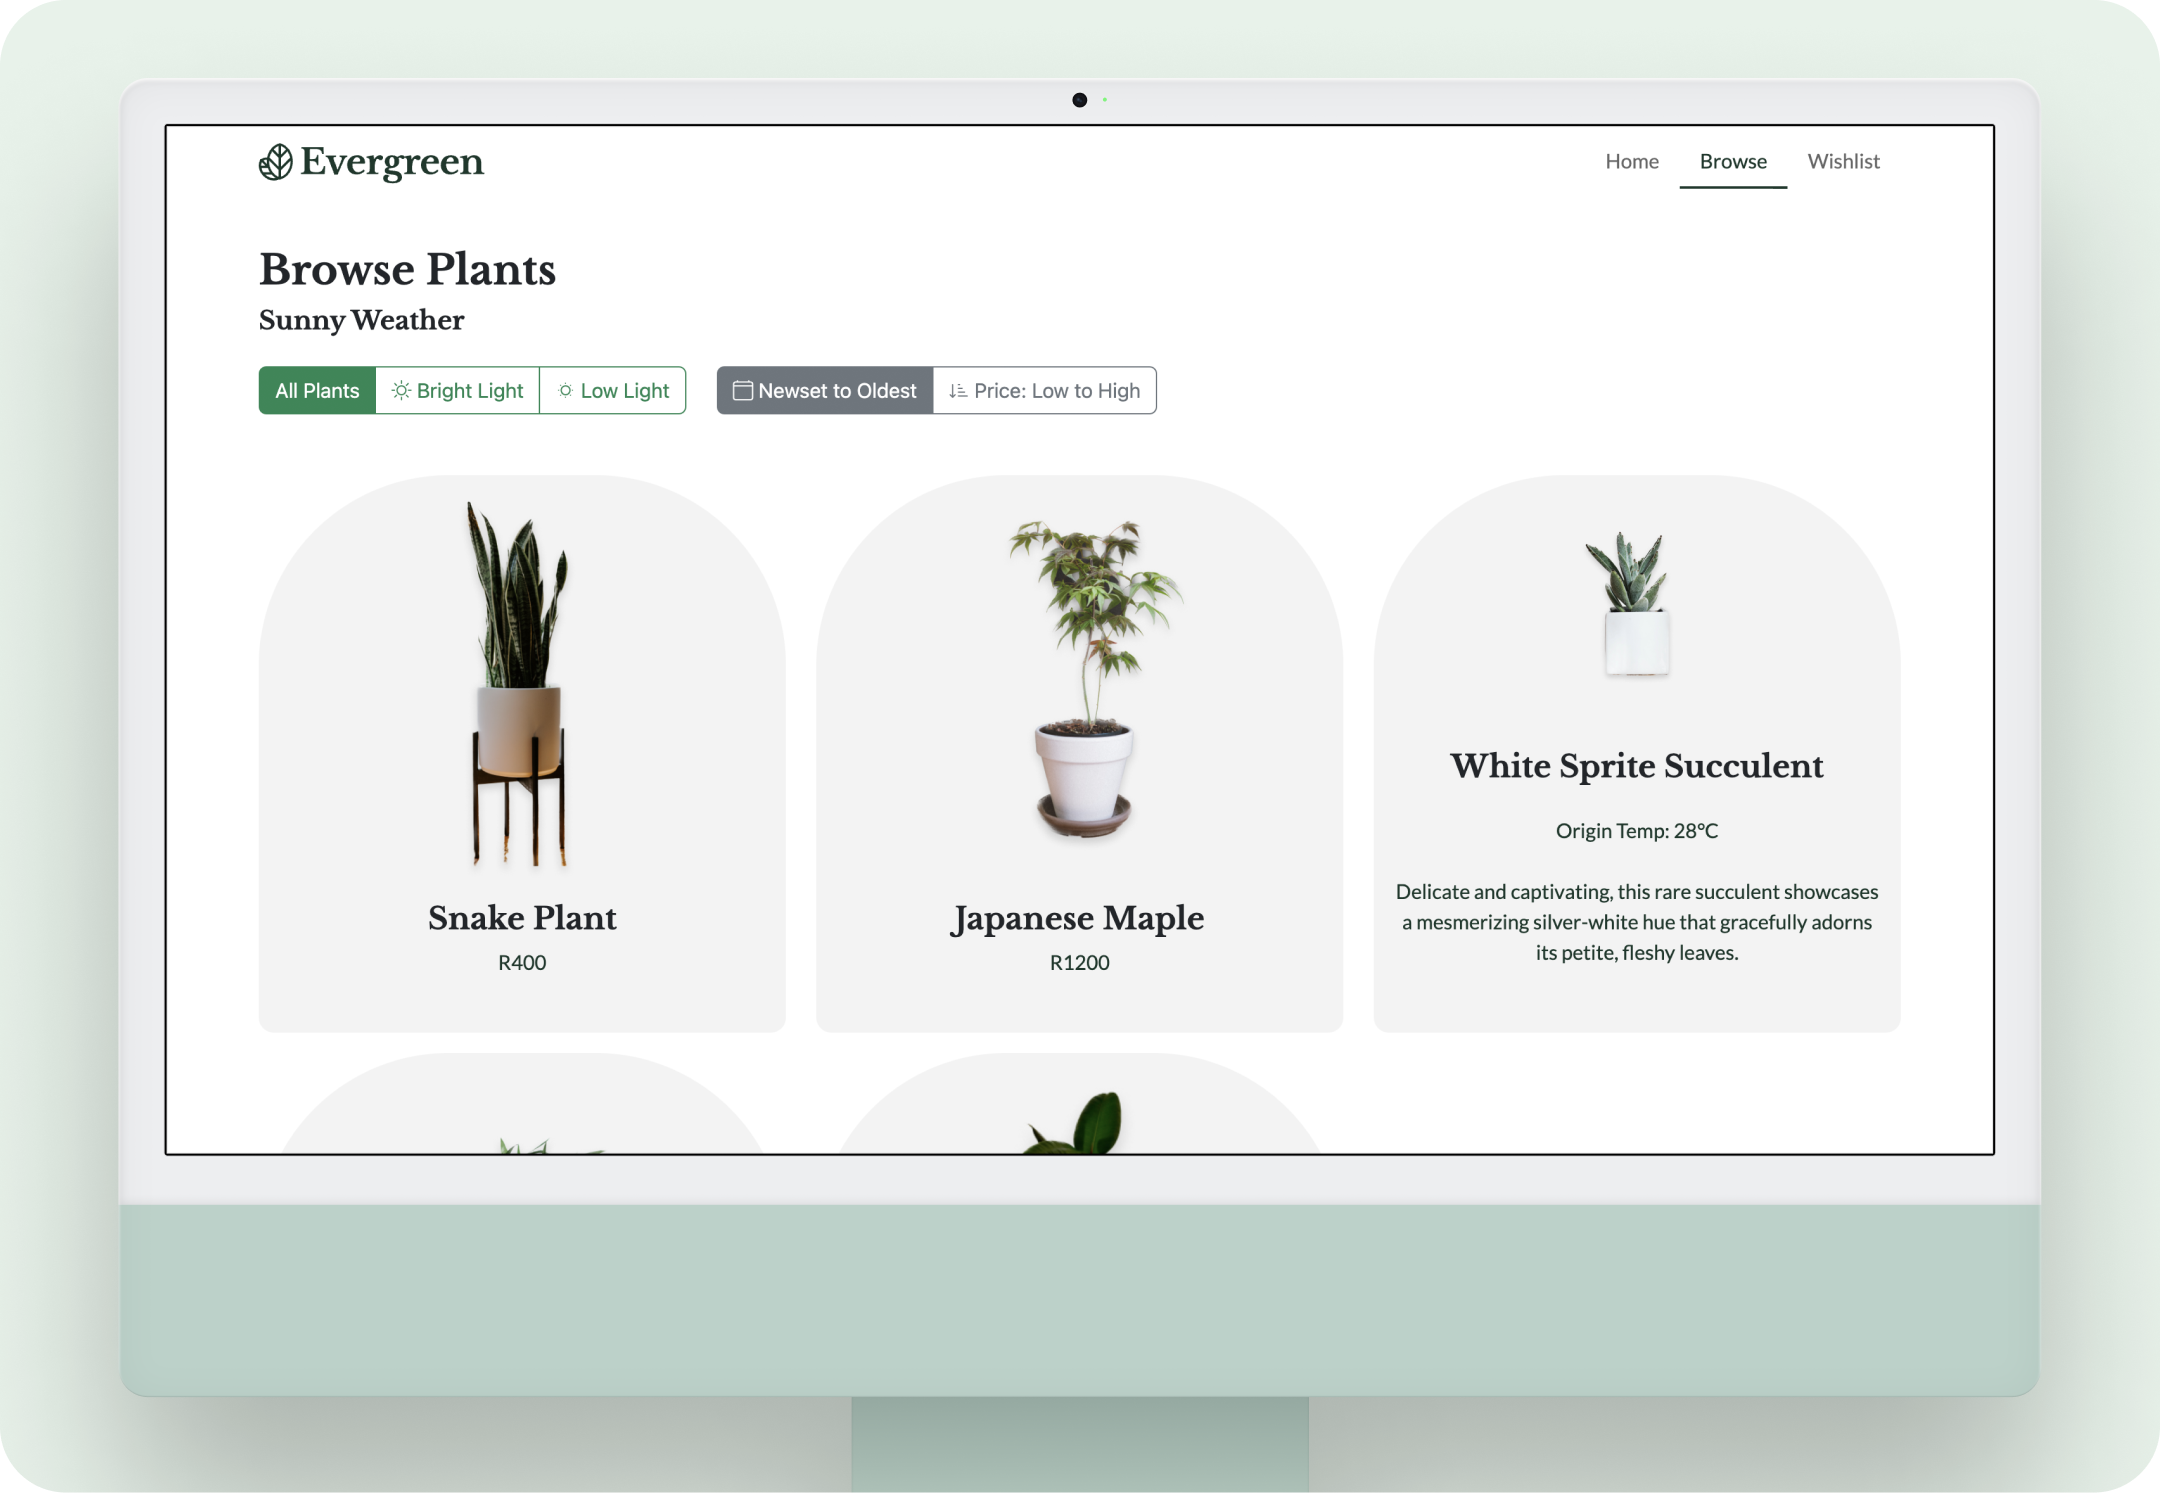 Evergreen
Home Browse Wishlist
Browse Plants
Sunny Weather
All Plants Bright Light Low Light Newset to Oldest Price: Low to High
Snake Plant
R400
Japanese Maple
R1200
White Sprite Succulent
Origin Temp: 28°C
Delicate and captivating, this rare succulent showcases
a mesmerizing silver-white hue that gracefully adorns
its petite, fleshy leaves.